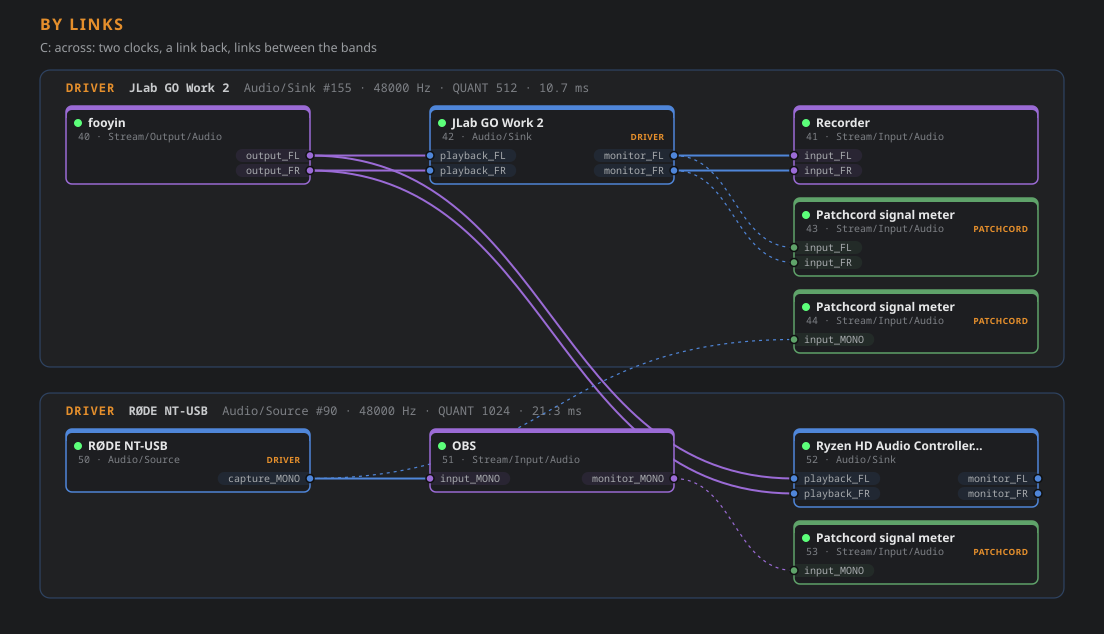 BY LINKS
C: across: two clocks, a link back, links between the bands
DRIVER JLab GO Work 2 Audio/Sink #155 · 48000 Hz · QUANT 512 · 10.7 ms
fooyin
40 · Stream/Output/Audio
output_FL
output_FR
JLab GO Work 2
42 · Audio/Sink
DRIVER
playback_FL
monitor_FL
playback_FR
monitor_FR
Recorder
41 · Stream/Input/Audio
input_FL
input_FR
Patchcord signal meter
43 · Stream/Input/Audio
PATCHCORD
input_FL
input_FR
Patchcord signal meter
44 · Stream/Input/Audio
PATCHCORD
input_MONO
DRIVER RØDE NT-USB Audio/Source #90 · 48000 Hz · QUANT 1024 · 21.3 ms
RØDE NT-USB
50 · Audio/Source
DRIVER
capture_MONO
OBS
51 · Stream/Input/Audio
input_MONO
monitor_MONO
Ryzen HD Audio Controller...
52 · Audio/Sink
playback_FL
monitor_FL
playback_FR
monitor_FR
Patchcord signal meter
53 · Stream/Input/Audio
PATCHCORD
input_MONO